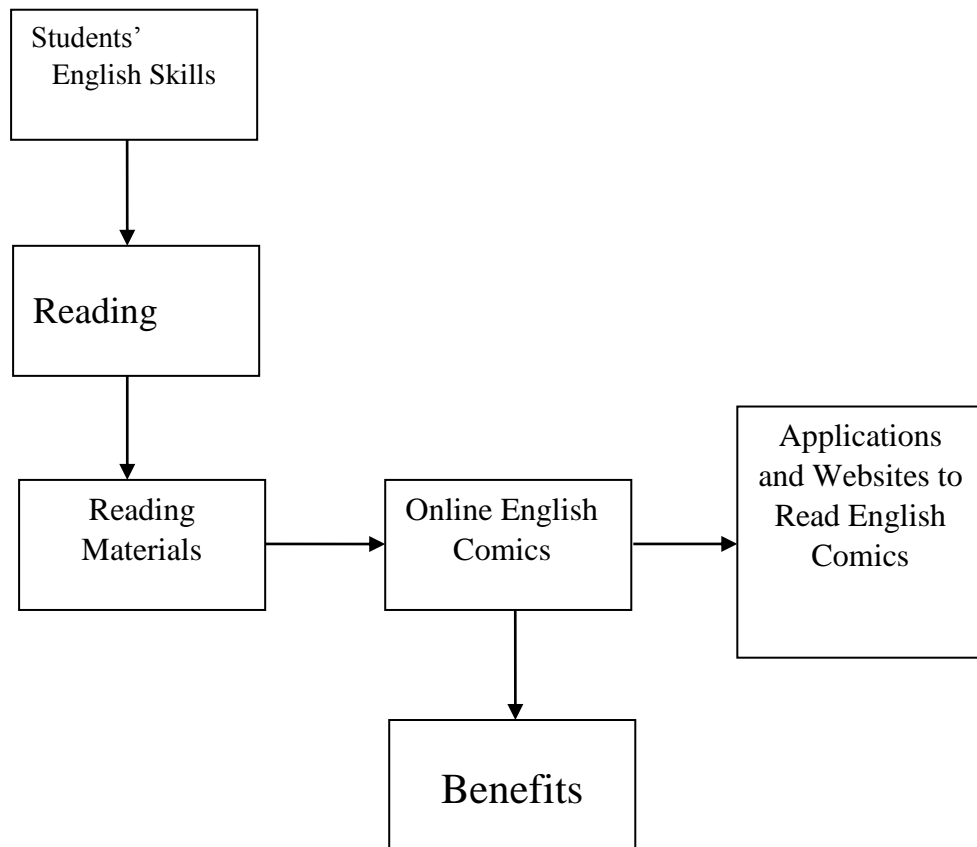 Students’
English Skills
Reading
Reading
Materials
Online English
Comics
Applications
and Websites to
Read English
Comics
Benefits